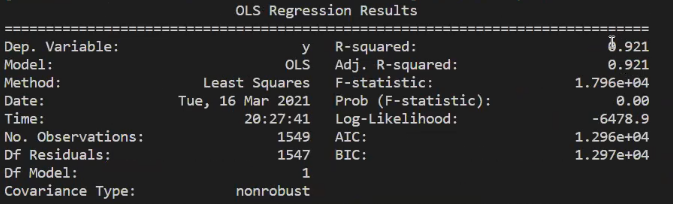 OLS Regression Results
==============================================================================
Dep. Variable: y R-squared: 0.921
Model: OLS Adj. R-squared: 0.921
Method: Least Squares F-statistic: 1.796e+04
Date: Tue, 16 Mar 2021 Prob (F-statistic): 0.00
Time: 20:27:41 Log-Likelihood: -6478.9
No. Observations: 1549 AIC: 1.296e+04
Df Residuals: 1547 BIC: 1.297e+04
Df Model: 1
Covariance Type: nonrobust